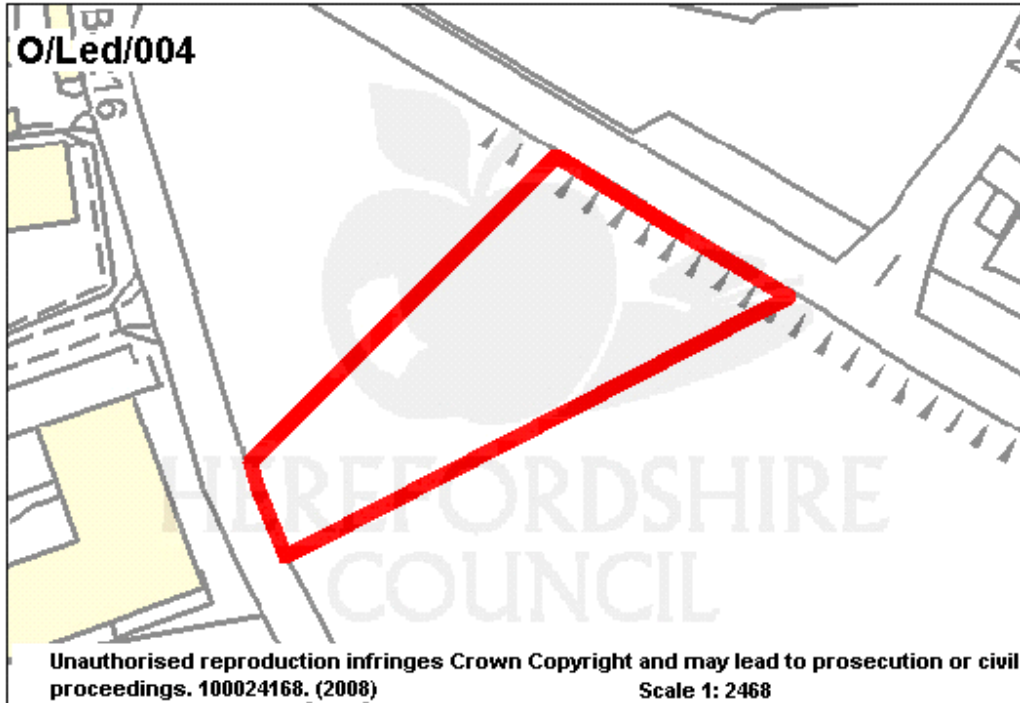 O/Led/004
HEREFORDSHIRE
COUNCIL
Unauthorised reproduction infringes Crown Copyright and may lead to prosecution or civil
proceedings. 100024168. (2008) Scale 1: 2468